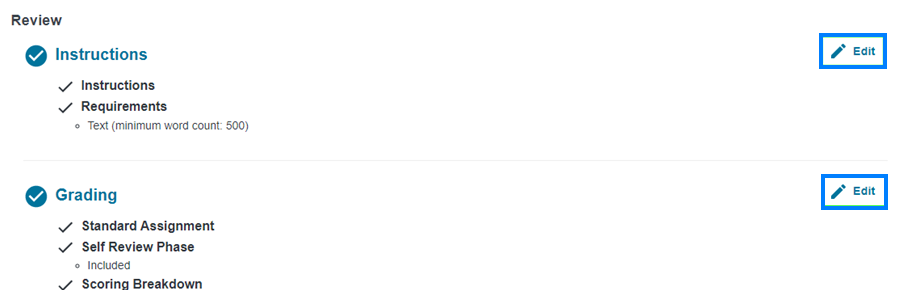 Review
Instructions
Edit
Instructions
Requirements
Text (minimum word count: 500)
Grading
Edit
Standard Assignment
Self Review Phase
Included
Scoring Breakdown